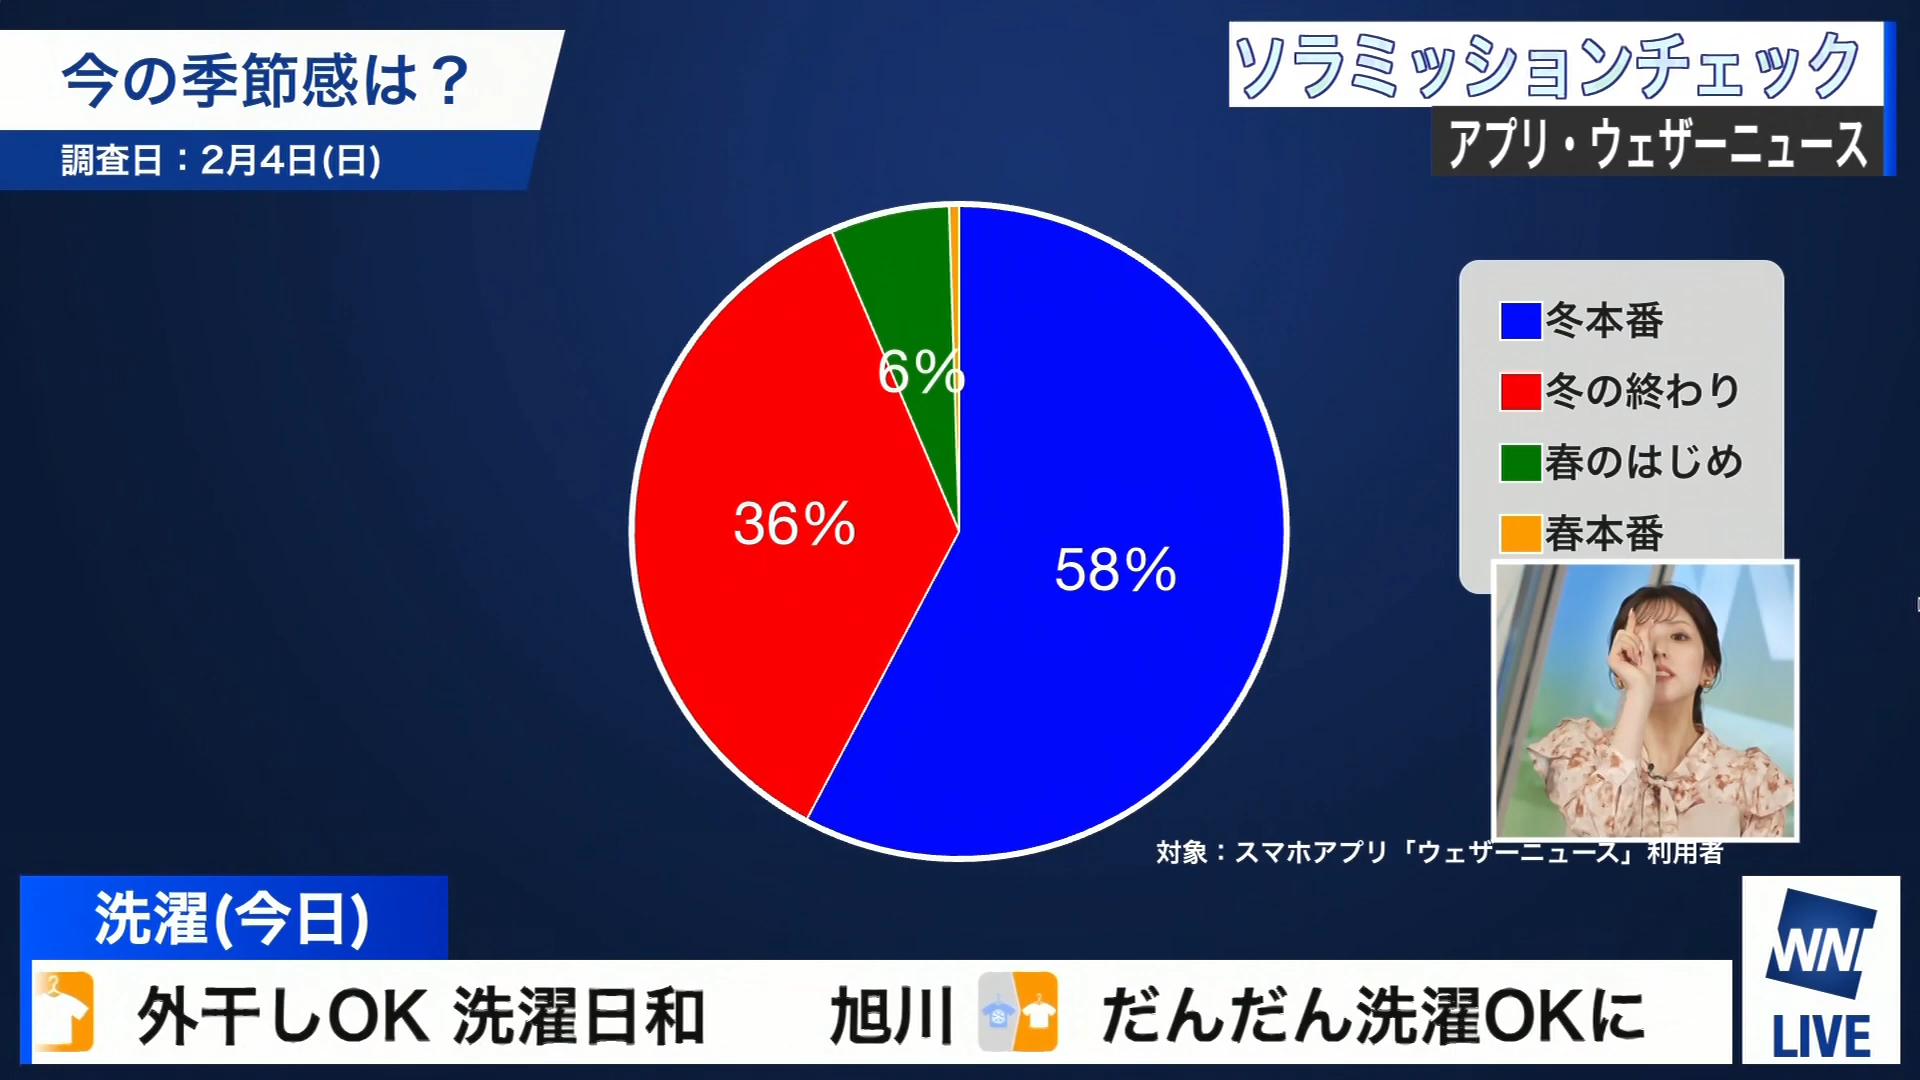 今の季節感は？
調査日：2月4日(日)
ソラミッションチェック
アプリ・ウェザーニュース
冬本番
冬の終わり
春のはじめ
春本番
6%
36%
58%
対象：スマホアプリ「ウェザーニュース」利用者
洗濯(今日)
外干しOK 洗濯日和 旭川 だんだん洗濯OKに
WNI
LIVE